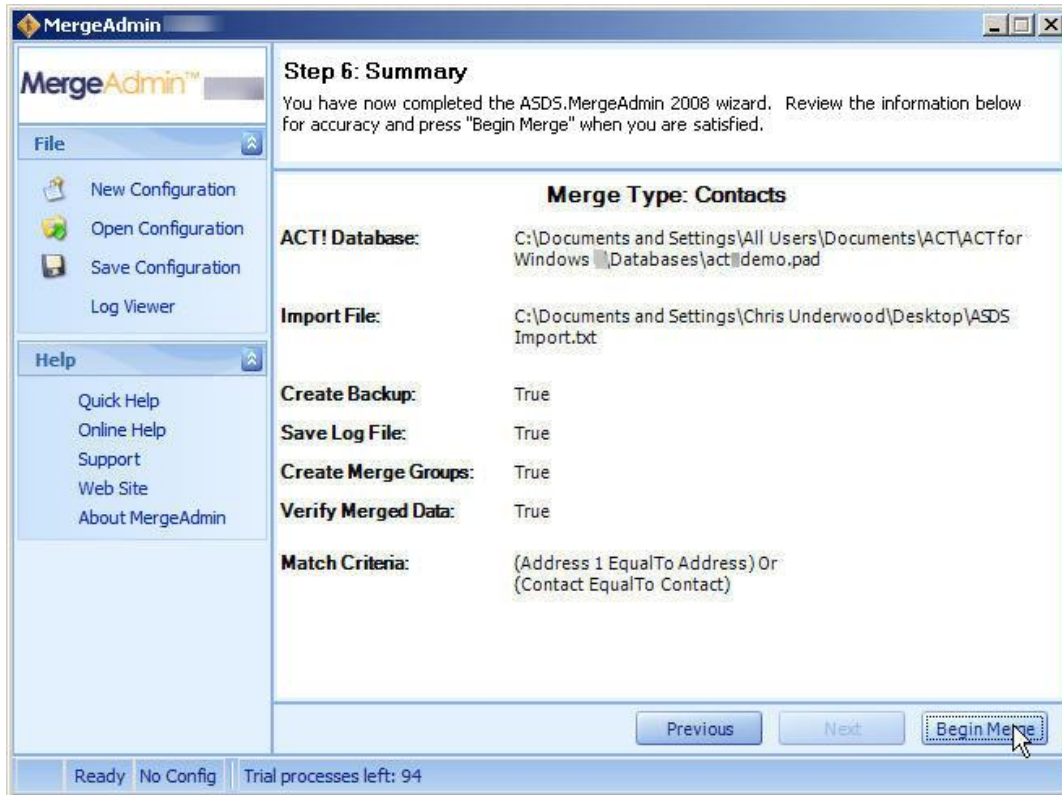 MergeAdmin
MergeAdmin™
File
New Configuration
Open Configuration
Save Configuration
Log Viewer
Help
Quick Help
Online Help
Support
Web Site
About MergeAdmin
Step 6: Summary
You have now completed the ASDS.MergeAdmin 2008 wizard. Review the information below
for accuracy and press "Begin Merge" when you are satisfied.
Merge Type: Contacts
ACT! Database: C:\Documents and Settings\All Users\Documents\ACT\ACT for
Windows \Databases\act demo.pad
Import File: C:\Documents and Settings\Chris Underwood\Desktop\ASDS
Import.txt
Create Backup: True
Save Log File: True
Create Merge Groups: True
Verify Merged Data: True
Match Criteria: (Address 1 EqualTo Address) Or
(Contact EqualTo Contact)
Previous Next Begin Merge
Ready No Config Trial processes left: 94